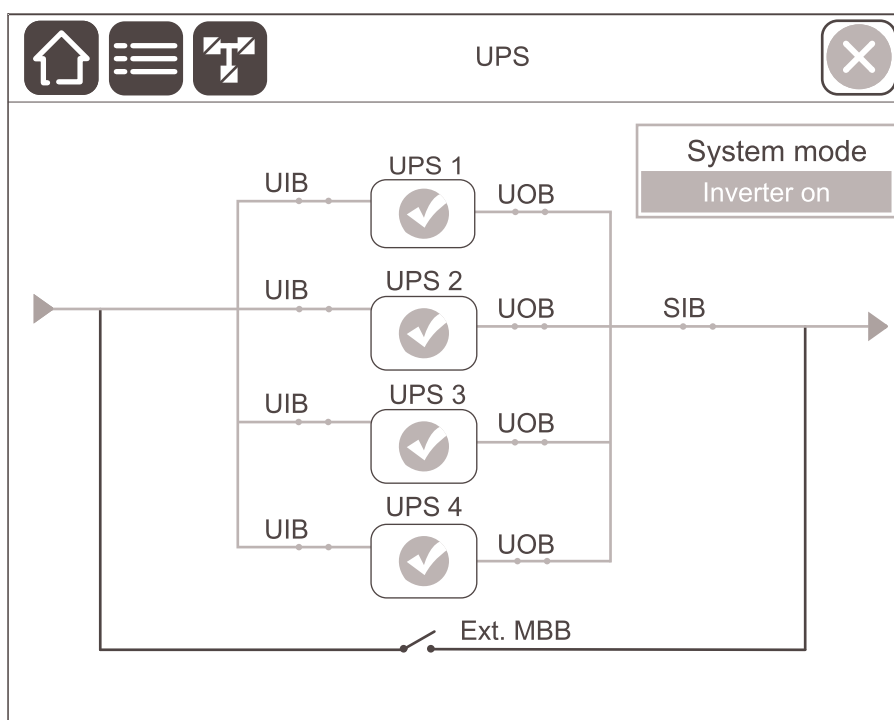 UPS
System mode
Inverter on
UPS 1
UIB
UOB
UPS 2
UIB
UOB
SIB
UPS 3
UIB
UOB
UPS 4
UIB
UOB
Ext. MBB